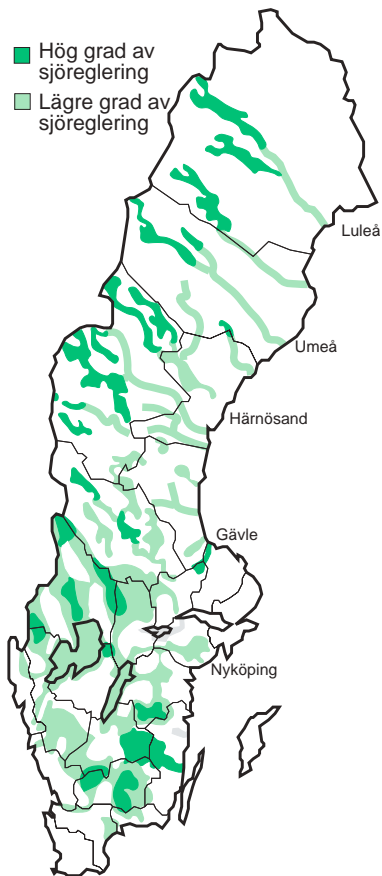 Hög grad av
sjöreglering
Lägre grad av
sjöreglering
Luleå
Umeå
Härnösand
Gävle
Nyköping